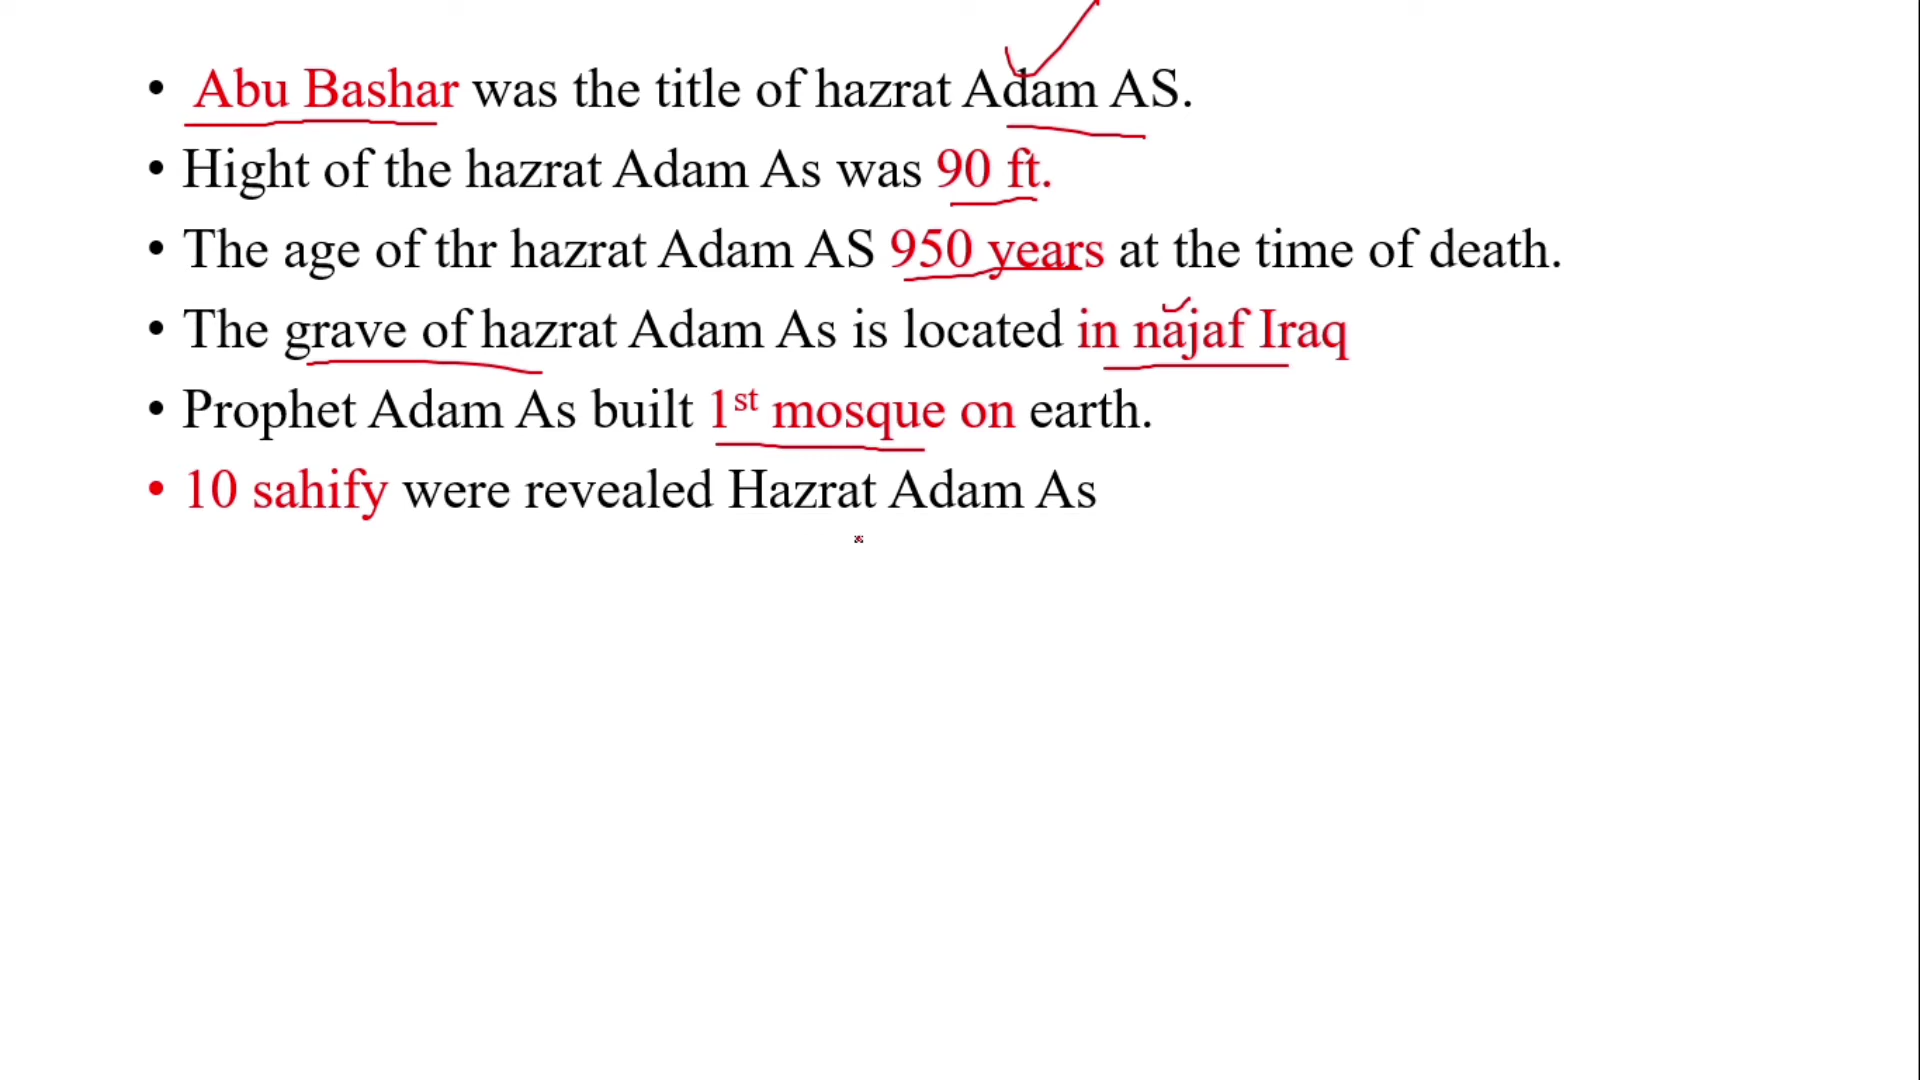 • Abu Bashar was the title of hazrat Adam AS.
• Hight of the hazrat Adam As was 90 ft.
• The age of thr hazrat Adam AS 950 years at the time of death.
• The grave of hazrat Adam As is located in najaf Iraq
• Prophet Adam As built 1st mosque on earth.
• 10 sahify were revealed Hazrat Adam As